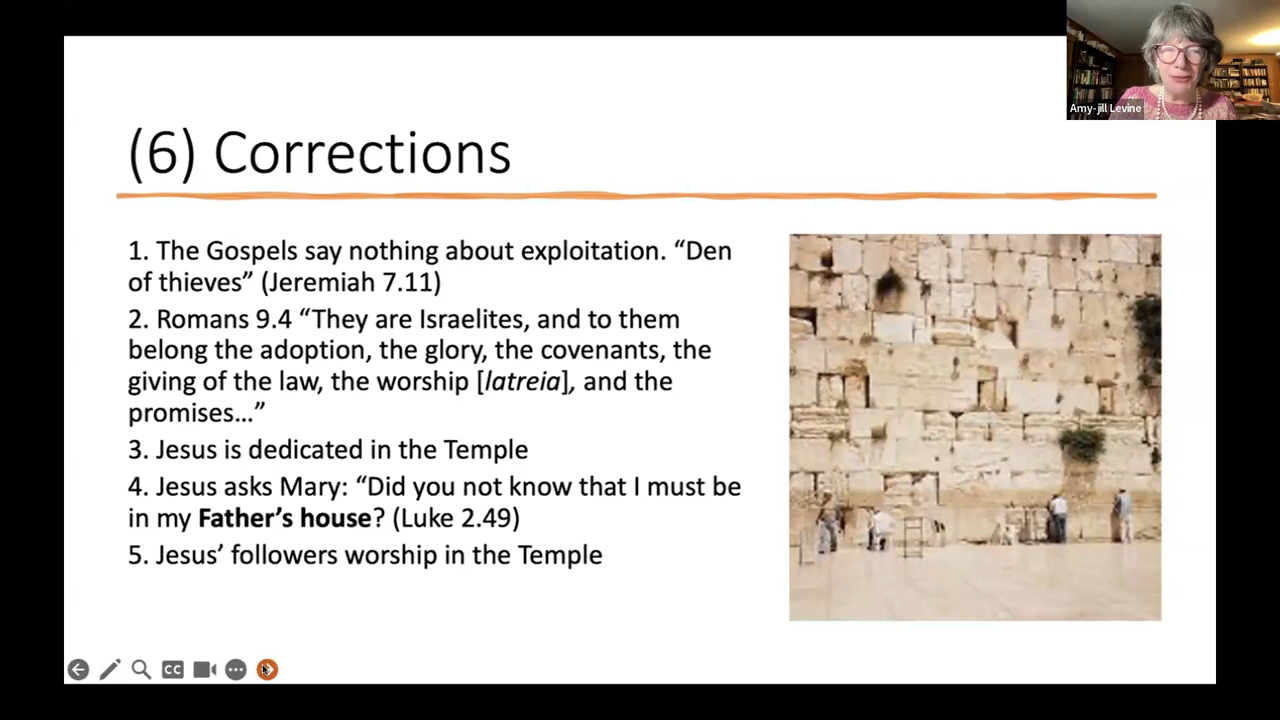 Amy-jill Levine
(6) Corrections
1. The Gospels say nothing about exploitation. “Den
of thieves” (Jeremiah 7.11)
2. Romans 9.4 “They are Israelites, and to them
belong the adoption, the glory, the covenants, the
giving of the law, the worship [latreia], and the
promises…”
3. Jesus is dedicated in the Temple
4. Jesus asks Mary: “Did you not know that I must be
in my Father’s house? (Luke 2.49)
5. Jesus’ followers worship in the Temple
CC